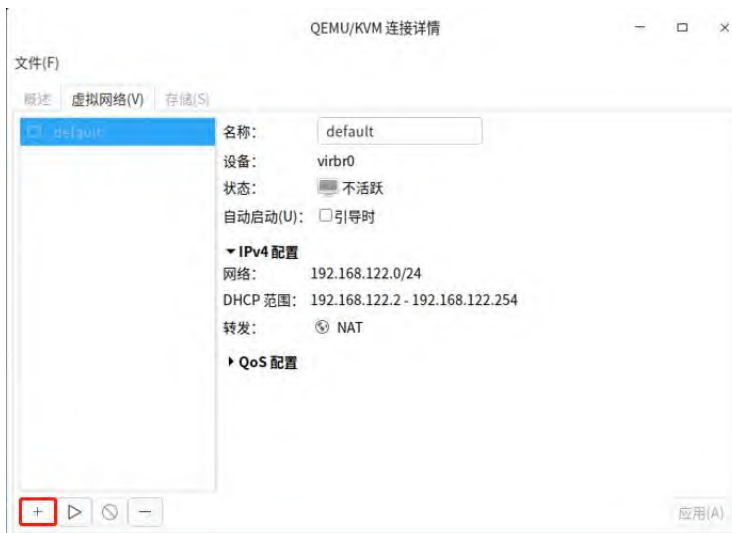 QEMU/KVM 连接详情
文件(F)
概述 虚拟网络(V) 存储(S)
default
名称： default
设备： virbr0
状态： 不活跃
自动启动(U)： 引导时
IPv4 配置
网络： 192.168.122.0/24
DHCP 范围： 192.168.122.2 - 192.168.122.254
转发： NAT
QoS 配置
应用(A)